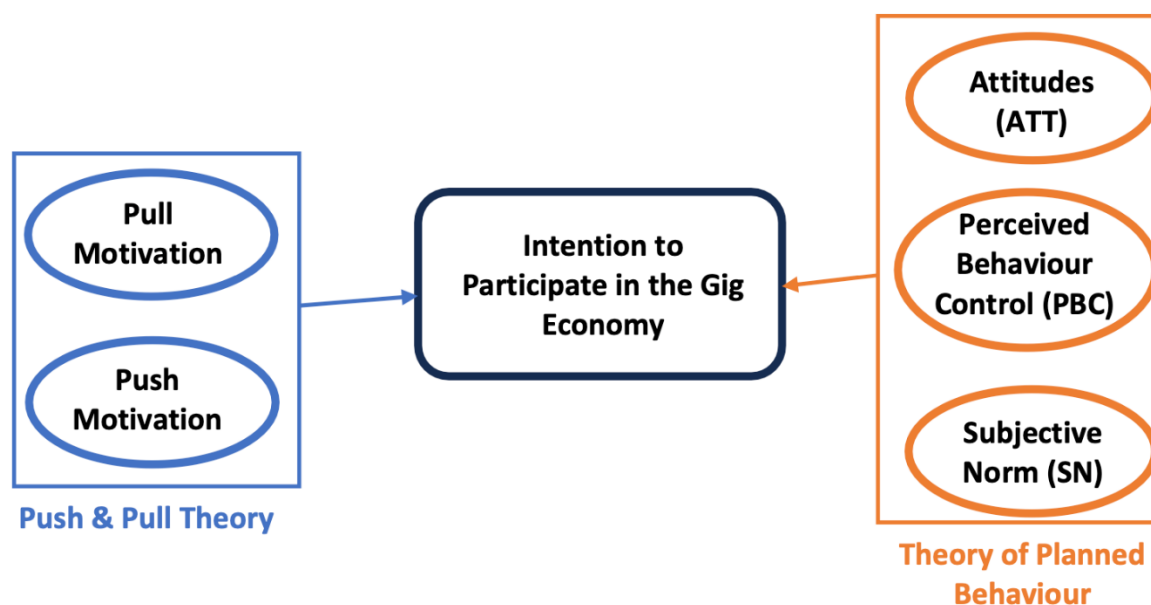 Pull
Motivation
Push
Motivation
Push & Pull Theory
Intention to
Participate in the Gig
Economy
Attitudes
(ATT)
Perceived
Behaviour
Control (PBC)
Subjective
Norm (SN)
Theory of Planned
Behaviour